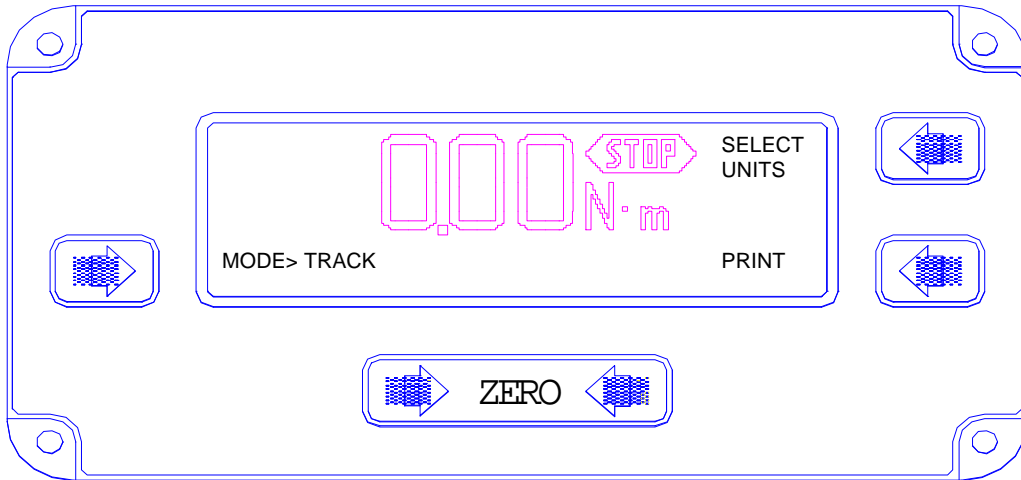 0.00
STOP
N·m
SELECT
UNITS
MODE> TRACK
PRINT
ZERO